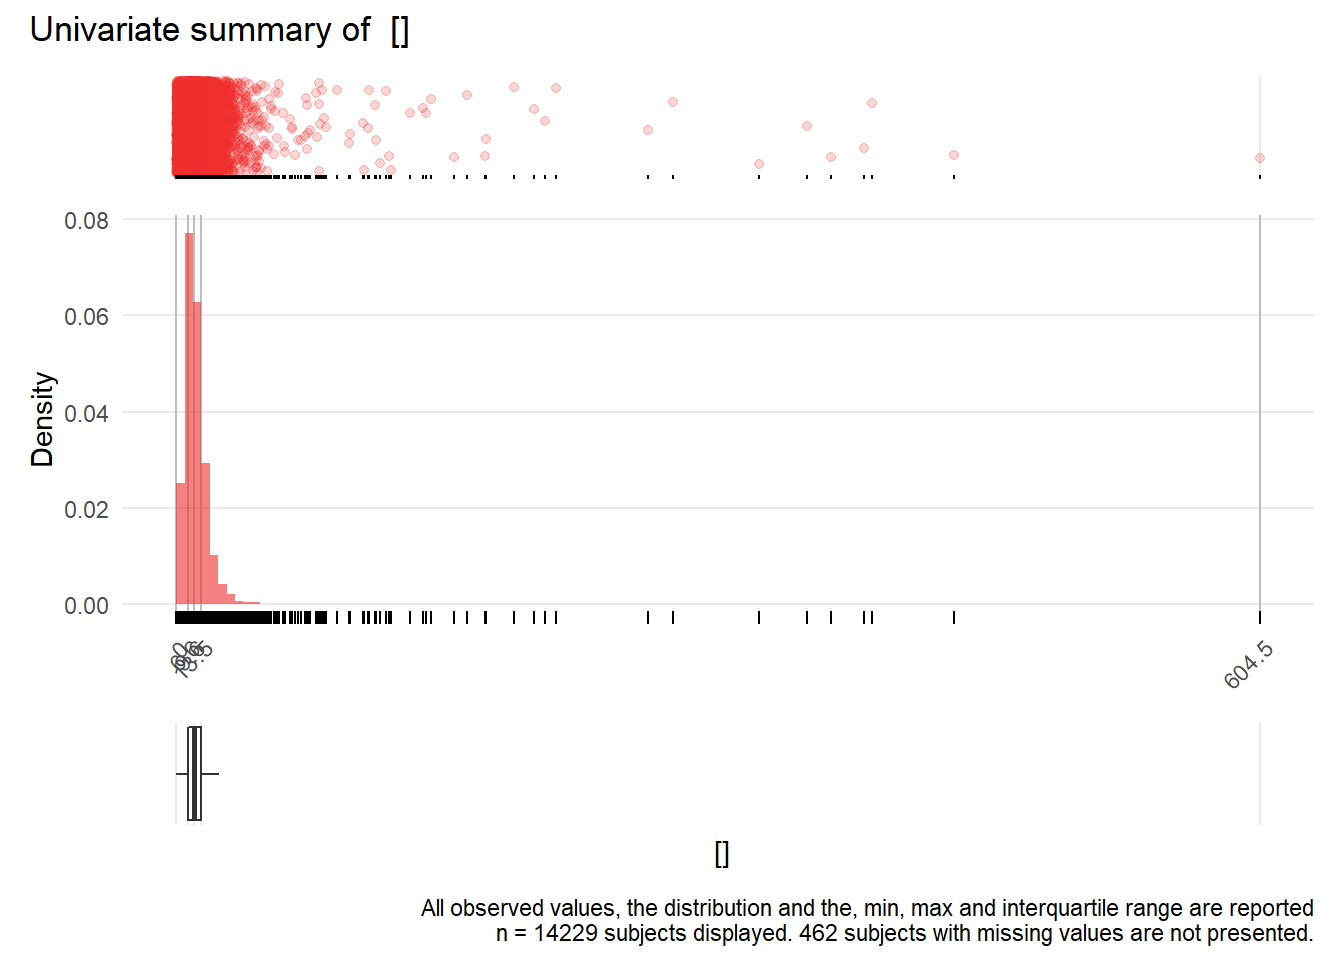 Univariate summary of  []
0.08
0.06
0.04
0.02
0.00
Density
604.5
[]
All observed values, the distribution and the, min, max and interquartile range are reported
n = 14229 subjects displayed. 462 subjects with missing values are not presented.